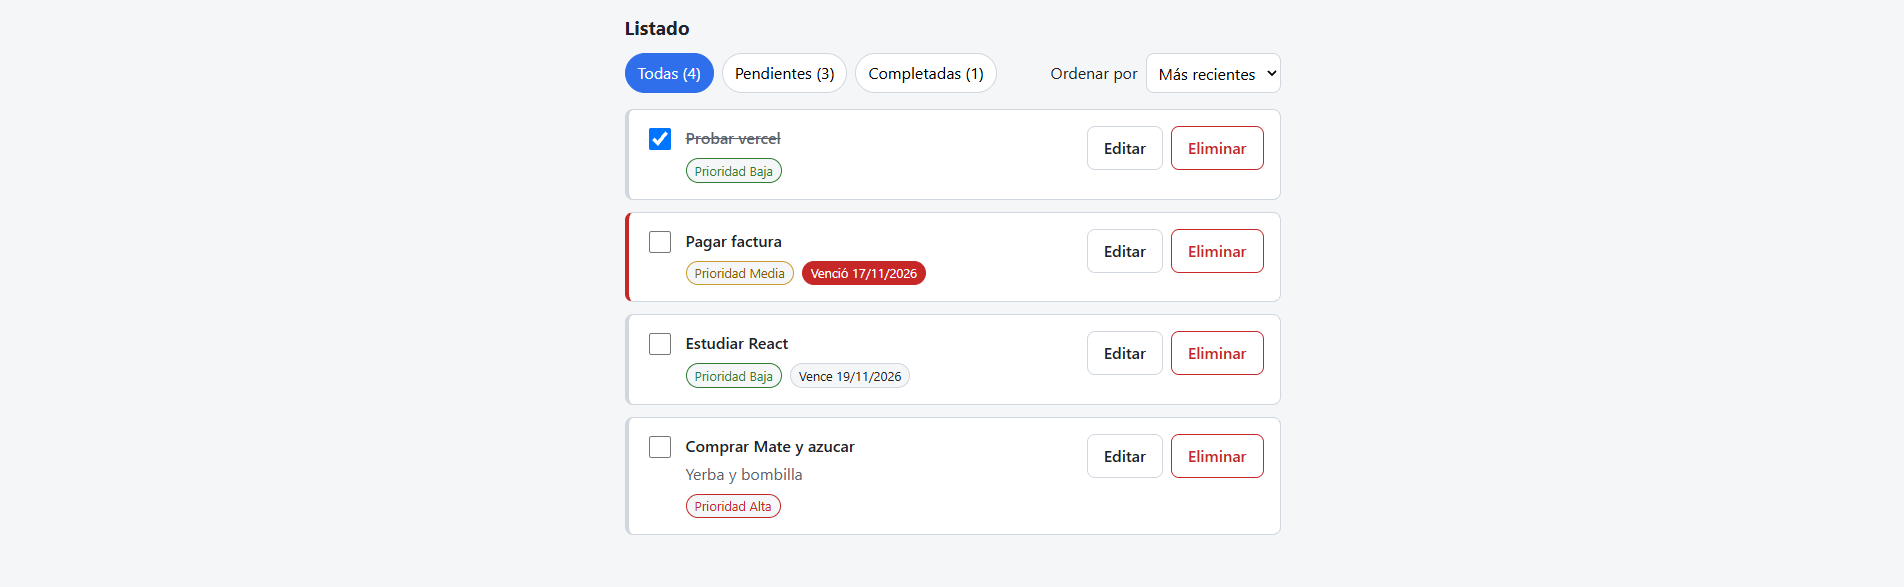 Listado
Todas (4) Pendientes (3) Completadas (1) Ordenar por Más recientes
Probar vercel Editar Eliminar
Prioridad Baja
Pagar factura Editar Eliminar
Prioridad Media Venció 17/11/2026
Estudiar React Editar Eliminar
Prioridad Baja Vence 19/11/2026
Comprar Mate y azucar Editar Eliminar
Yerba y bombilla
Prioridad Alta